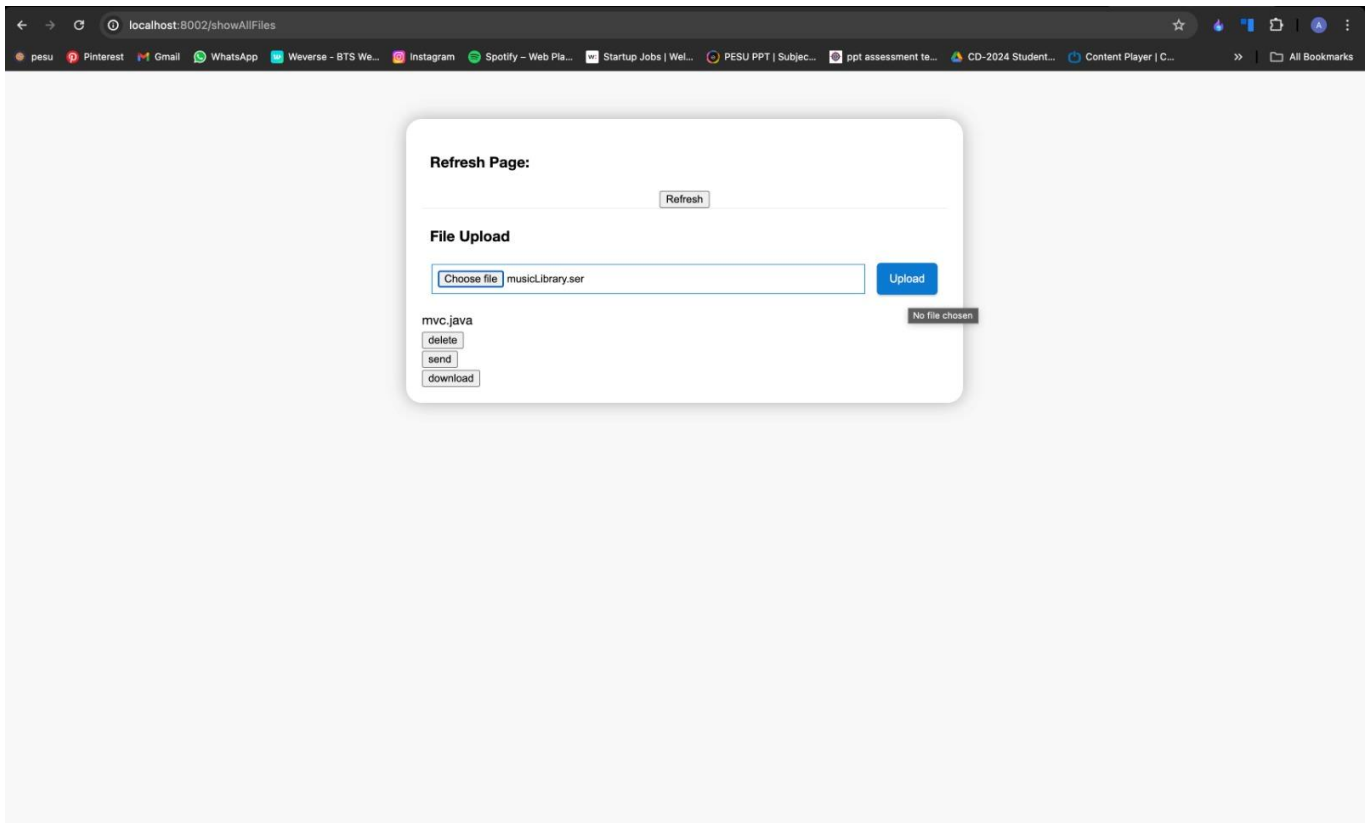 localhost:8002/showAllFiles
A
pesu Pinterest Gmail WhatsApp Weverse - BTS We... Instagram Spotify – Web Pla... w: Startup Jobs | Wel... PESU PPT | Subjec... ppt assessment te... CD-2024 Student... Content Player | C... » All Bookmarks
Refresh Page:
Refresh
File Upload
Choose file musicLibrary.ser Upload
No file chosen
mvc.java
delete
send
download